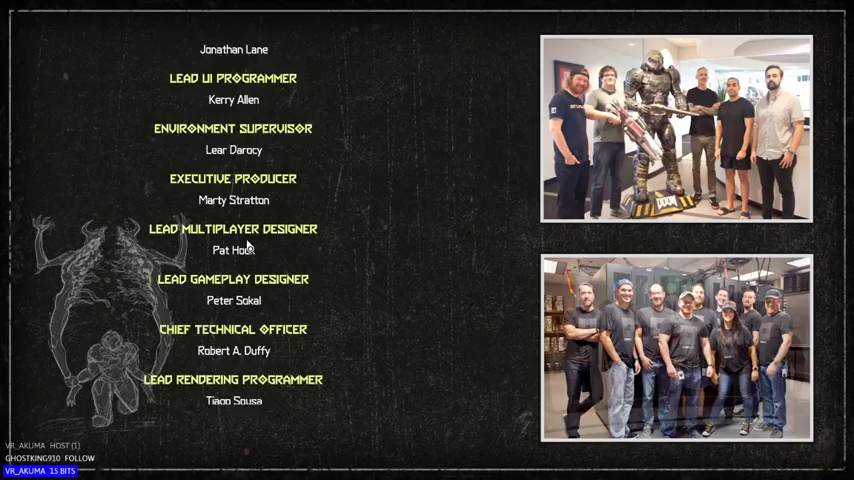 Jonathan Lane
LEAD UI PROGRAMMER
Kerry Allen
ENVIRONMENT SUPERVISOR
Lear Darocy
EXECUTIVE PRODUCER
Marty Stratton
LEAD MULTIPLAYER DESIGNER
Pat
LEAD GAMEPLAY DESIGNER
Peter Sokal
CHIEF TECHNICAL OFFICER
Robert A. Duffy
LEAD RENDERING PROGRAMMER
Tiago Sousa
DOOM
VR_AKUMA HOST (1)
GHOSTKING910 FOLLOW
VR_AKUMA 15 BITS